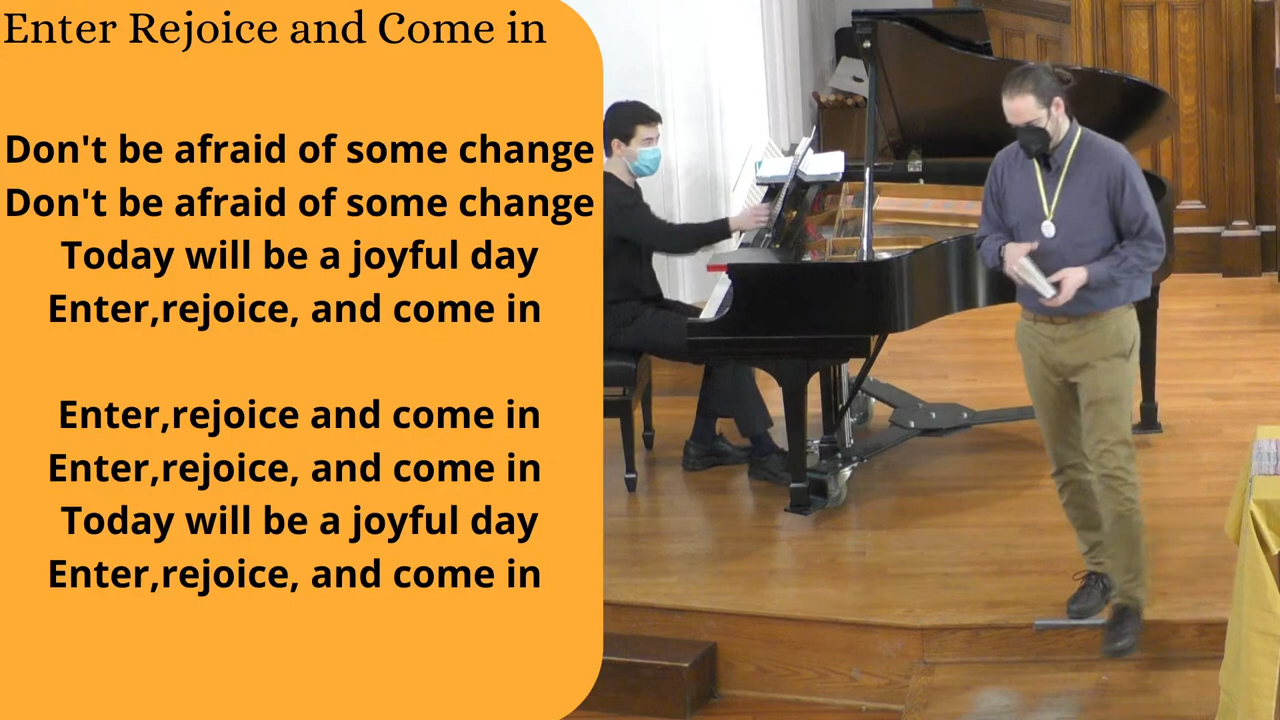 Enter Rejoice and Come in
Don't be afraid of some change
Don't be afraid of some change
Today will be a joyful day
Enter,rejoice, and come in
Enter,rejoice and come in
Enter,rejoice, and come in
Today will be a joyful day
Enter,rejoice, and come in